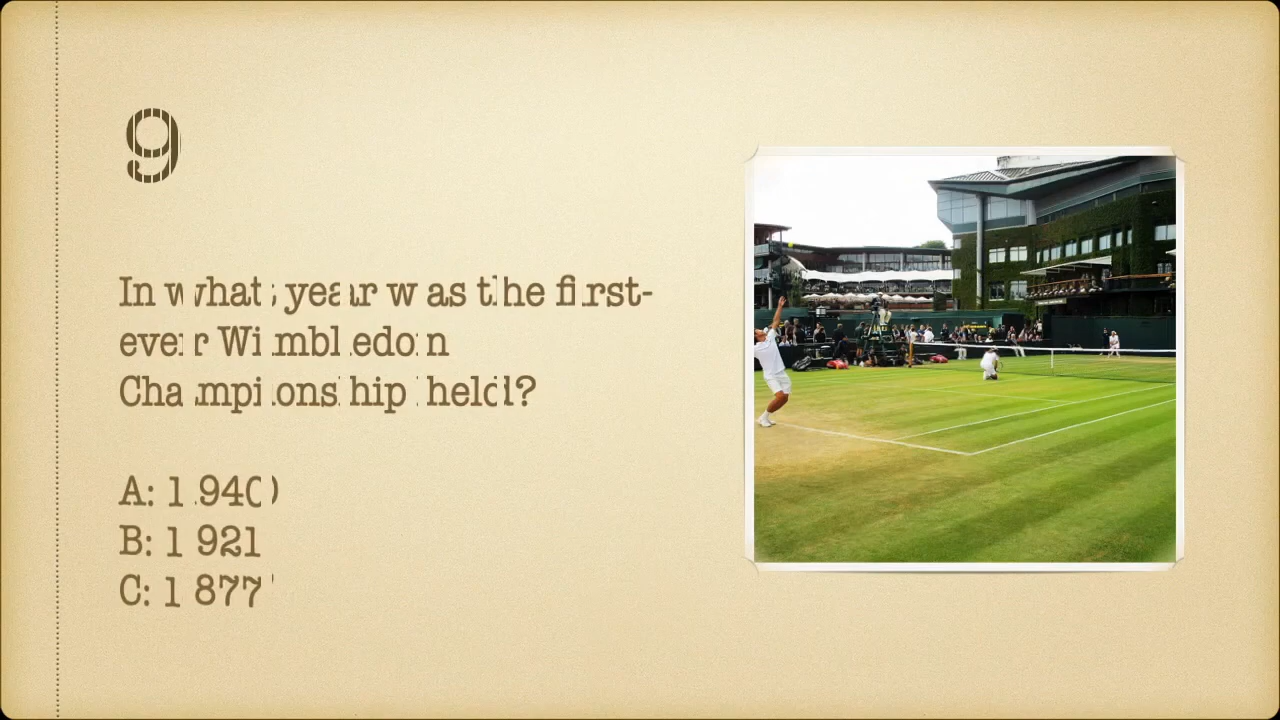 9
In what year was the first-
ever Wimbledon
Championship held?
A: 1940
B: 1921
C: 1877